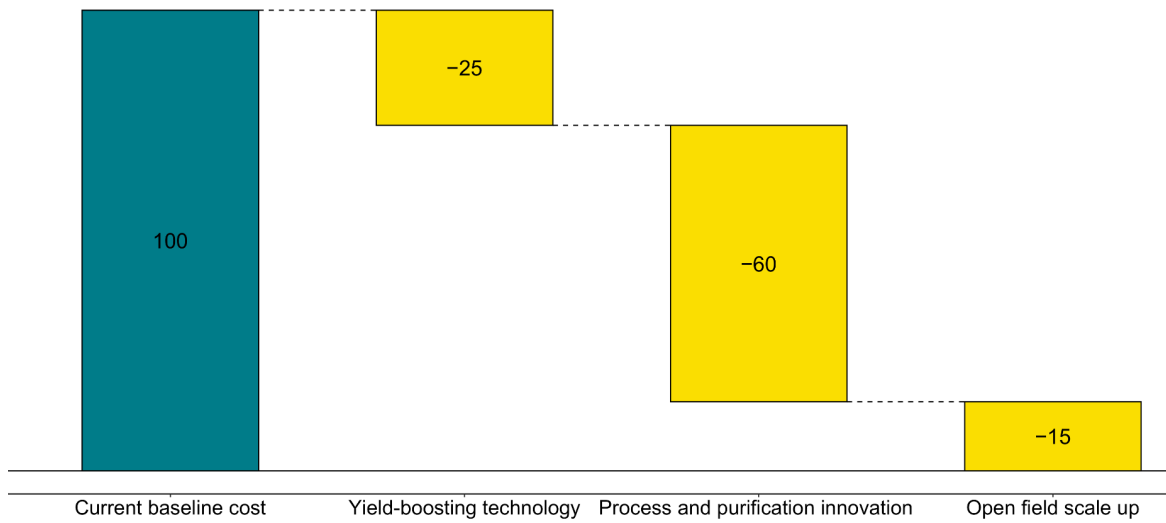 −25
100
−60
−15
Current baseline cost
Yield-boosting technology
Process and purification innovation
Open field scale up